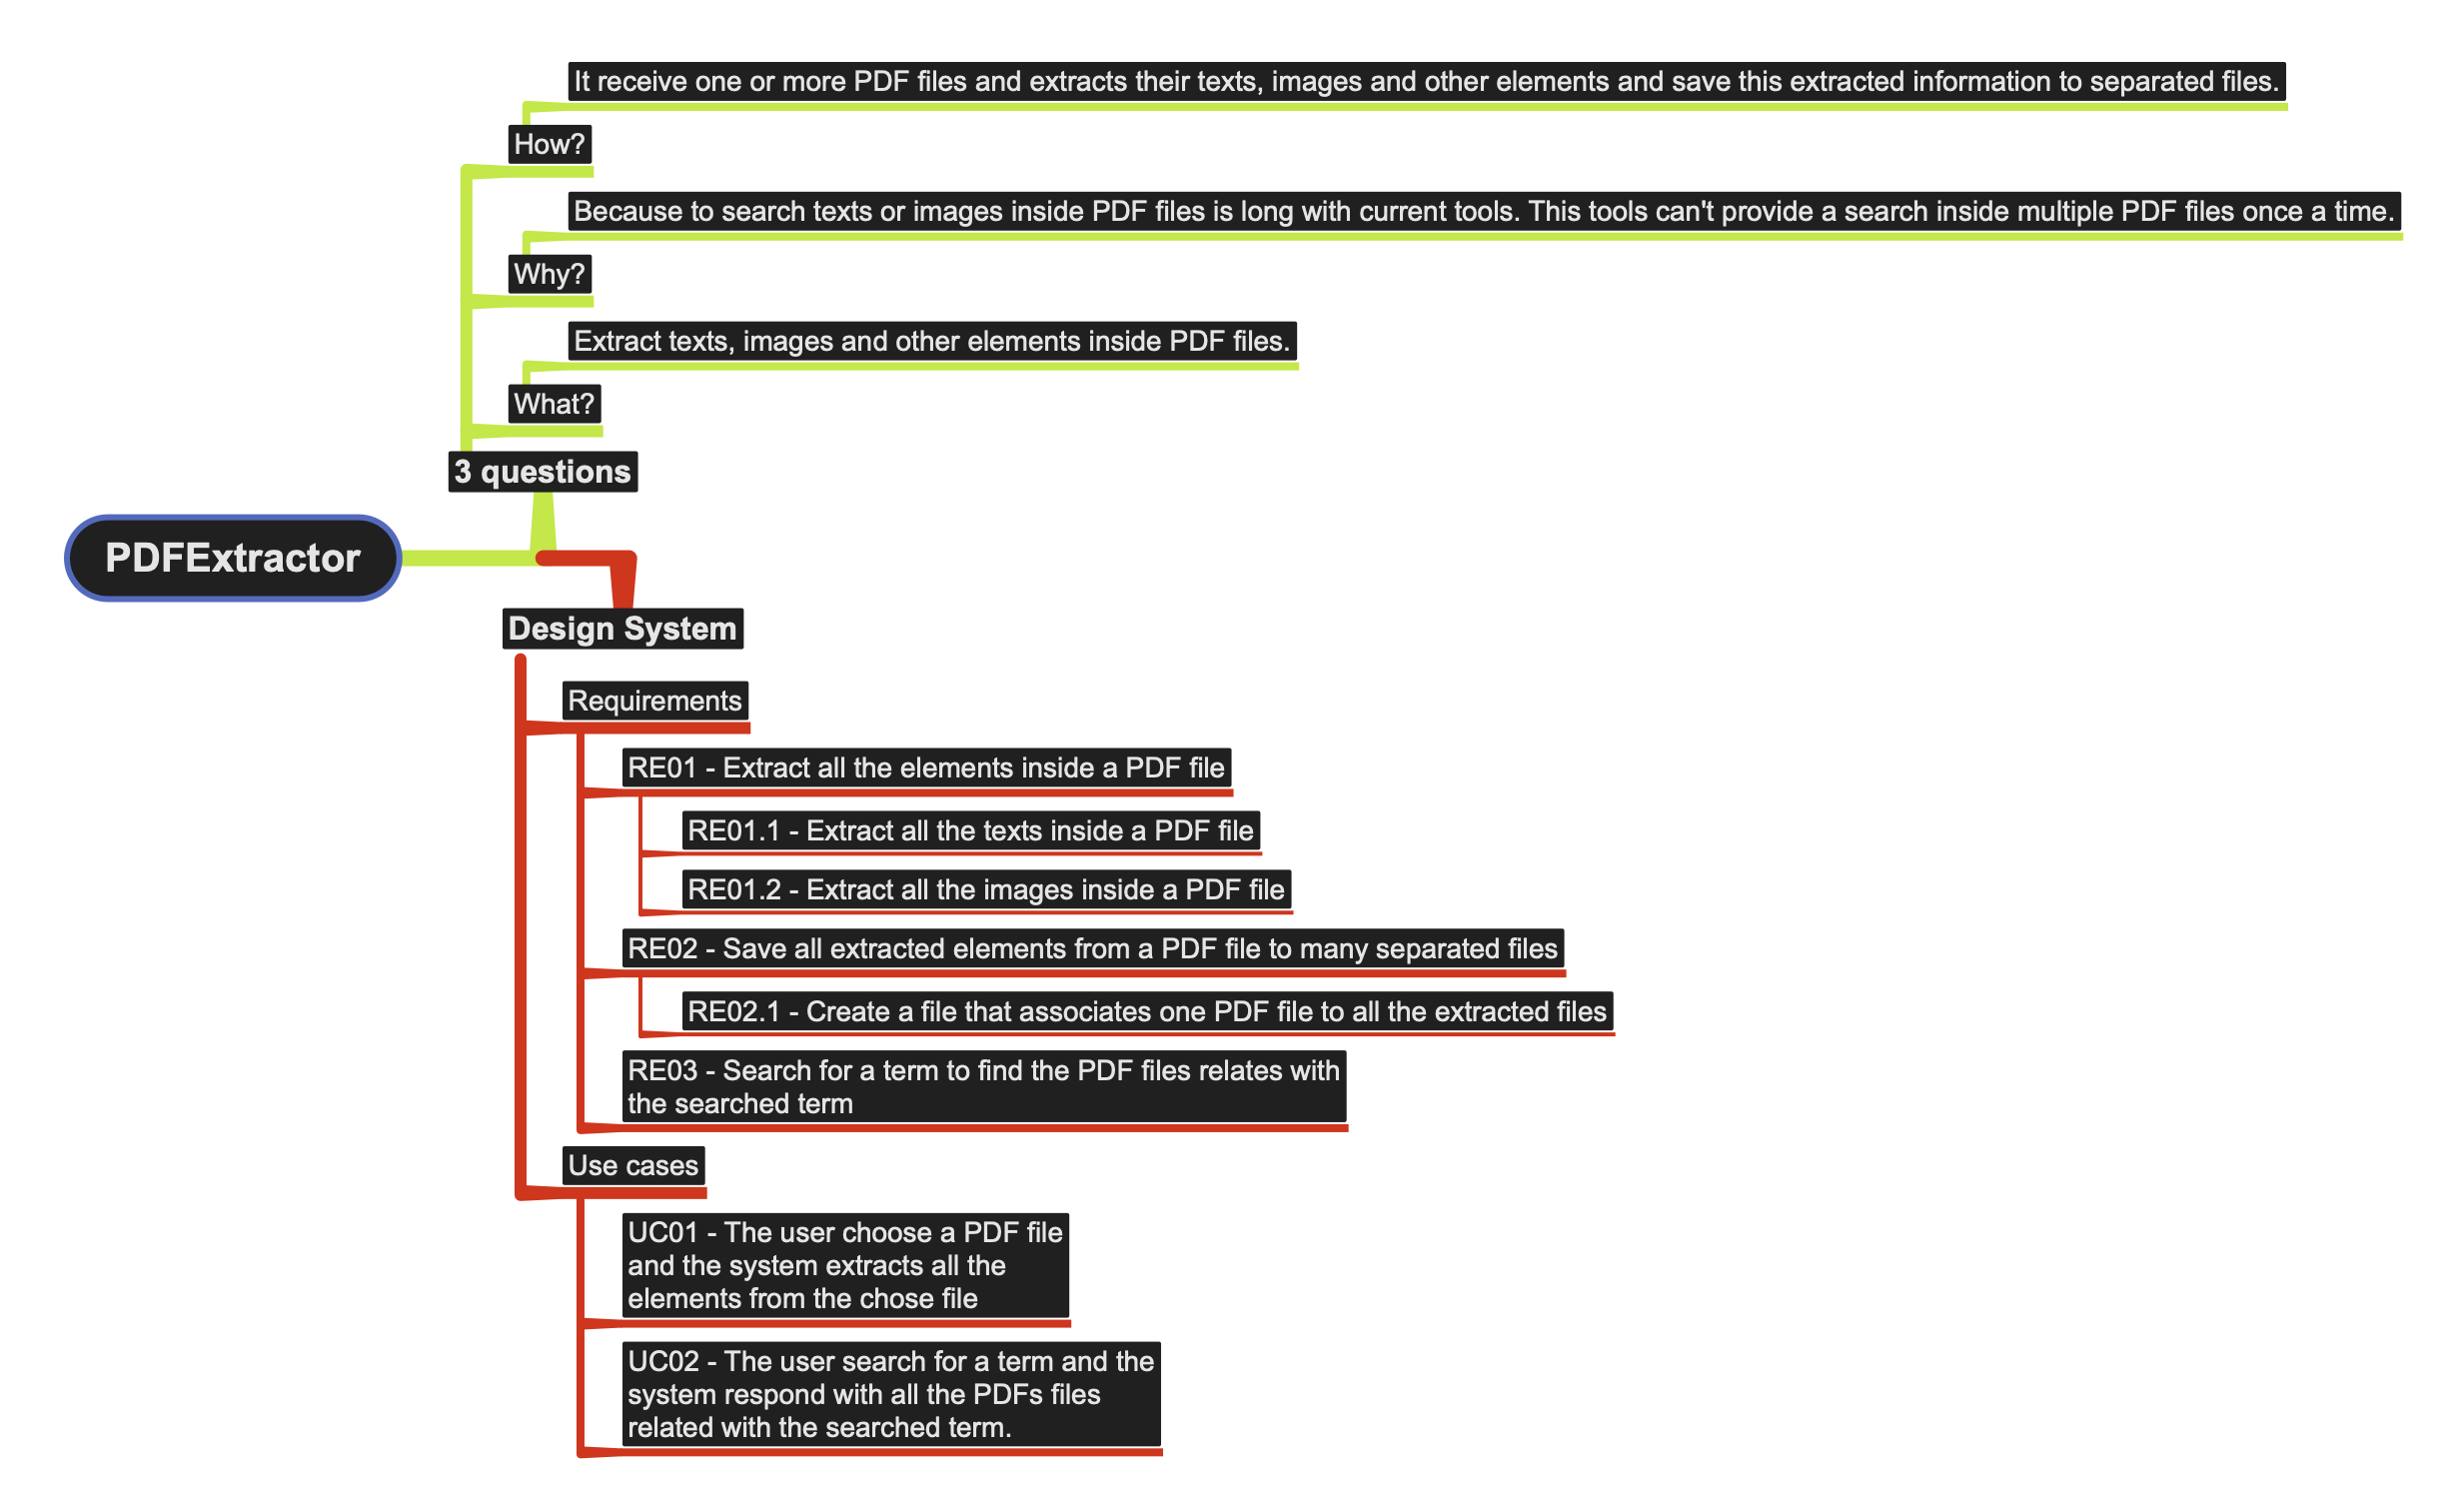 It receive one or more PDF files and extracts their texts, images and other elements and save this extracted information to separated files.
How?
Because to search texts or images inside PDF files is long with current tools. This tools can't provide a search inside multiple PDF files once a time.
Why?
Extract texts, images and other elements inside PDF files.
What?
3 questions
PDFExtractor
Design System
Requirements
RE01 - Extract all the elements inside a PDF file
RE01.1 - Extract all the texts inside a PDF file
RE01.2 - Extract all the images inside a PDF file
RE02 - Save all extracted elements from a PDF file to many separated files
RE02.1 - Create a file that associates one PDF file to all the extracted files
RE03 - Search for a term to find the PDF files relates with
the searched term
Use cases
UC01 - The user choose a PDF file
and the system extracts all the
elements from the chose file
UC02 - The user search for a term and the
system respond with all the PDFs files
related with the searched term.